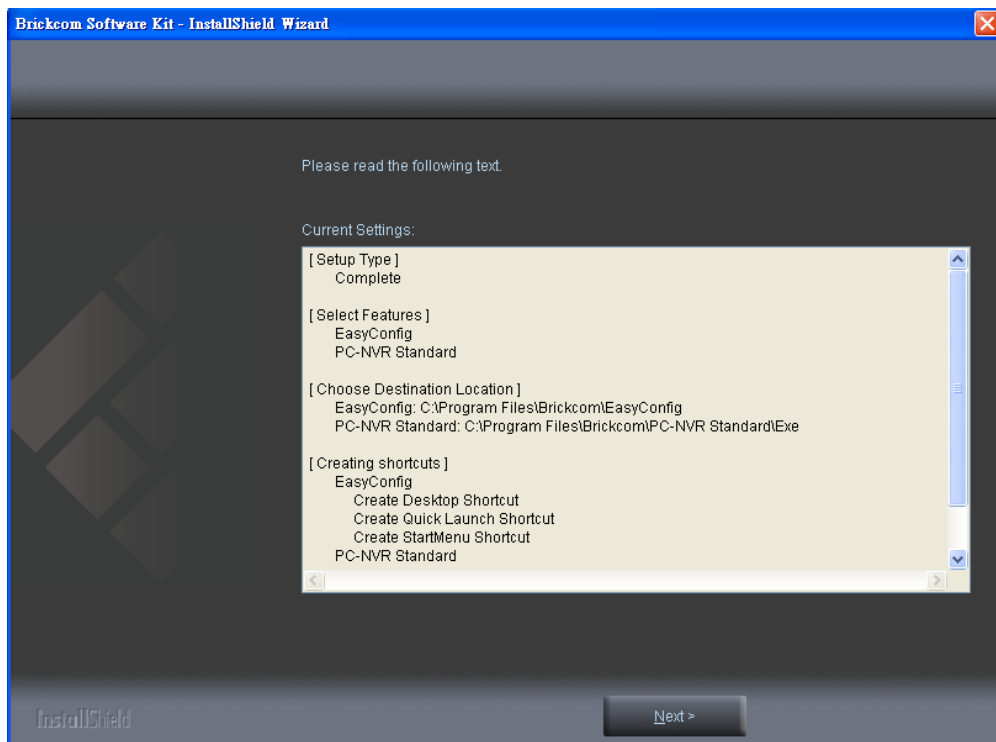 Brickcom Software Kit - InstallShield Wizard
Please read the following text.
Current Settings:
[ Setup Type ]
Complete
[ Select Features ]
EasyConfig
PC-NVR Standard
[ Choose Destination Location ]
EasyConfig: C:\Program Files\Brickcom\EasyConfig
PC-NVR Standard: C:\Program Files\Brickcom\PC-NVR Standard\Exe
[ Creating shortcuts ]
EasyConfig
Create Desktop Shortcut
Create Quick Launch Shortcut
Create StartMenu Shortcut
PC-NVR Standard
InstallShield
Next >